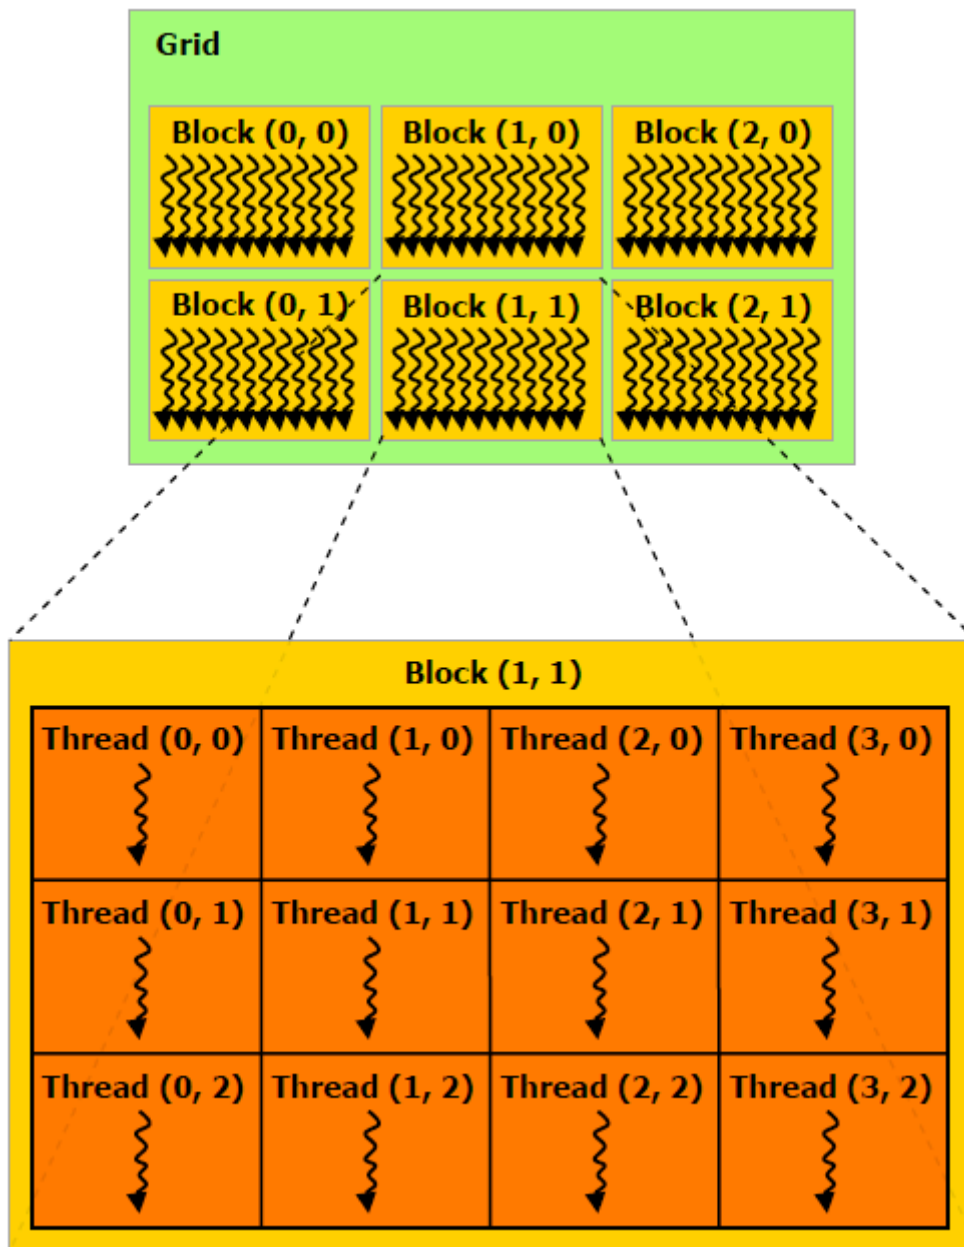 Grid
Block (0, 0) Block (1, 0) Block (2, 0)
Block (0, 1) Block (1, 1) Block (2, 1)
Block (1, 1)
Thread (0, 0) Thread (1, 0) Thread (2, 0) Thread (3, 0)
Thread (0, 1) Thread (1, 1) Thread (2, 1) Thread (3, 1)
Thread (0, 2) Thread (1, 2) Thread (2, 2) Thread (3, 2)